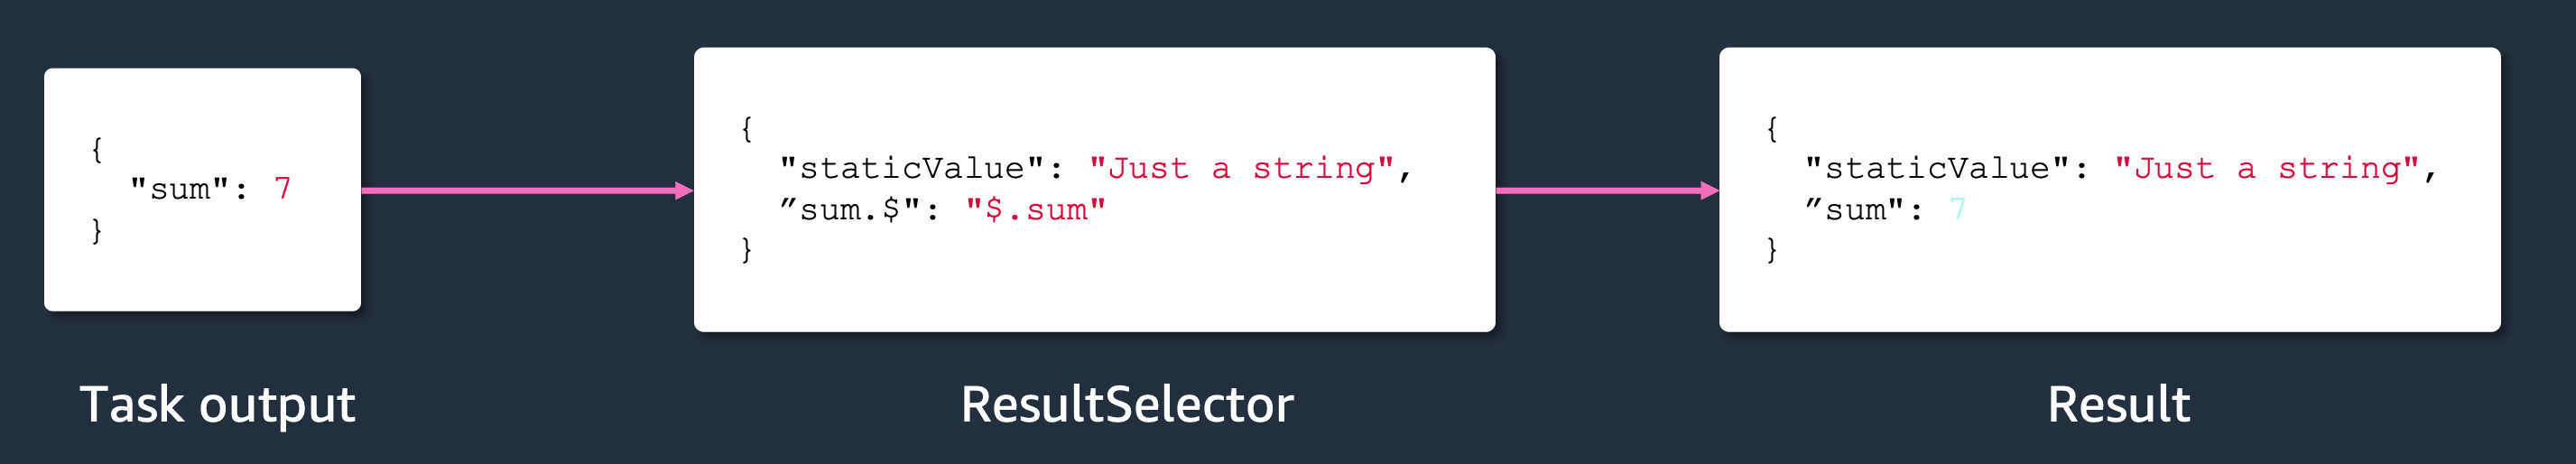 {
"sum": 7
}
Task output
{
"staticValue": "Just a string",
”sum.$": "$.sum"
}
ResultSelector
{
"staticValue": "Just a string",
”sum": 7
}
Result